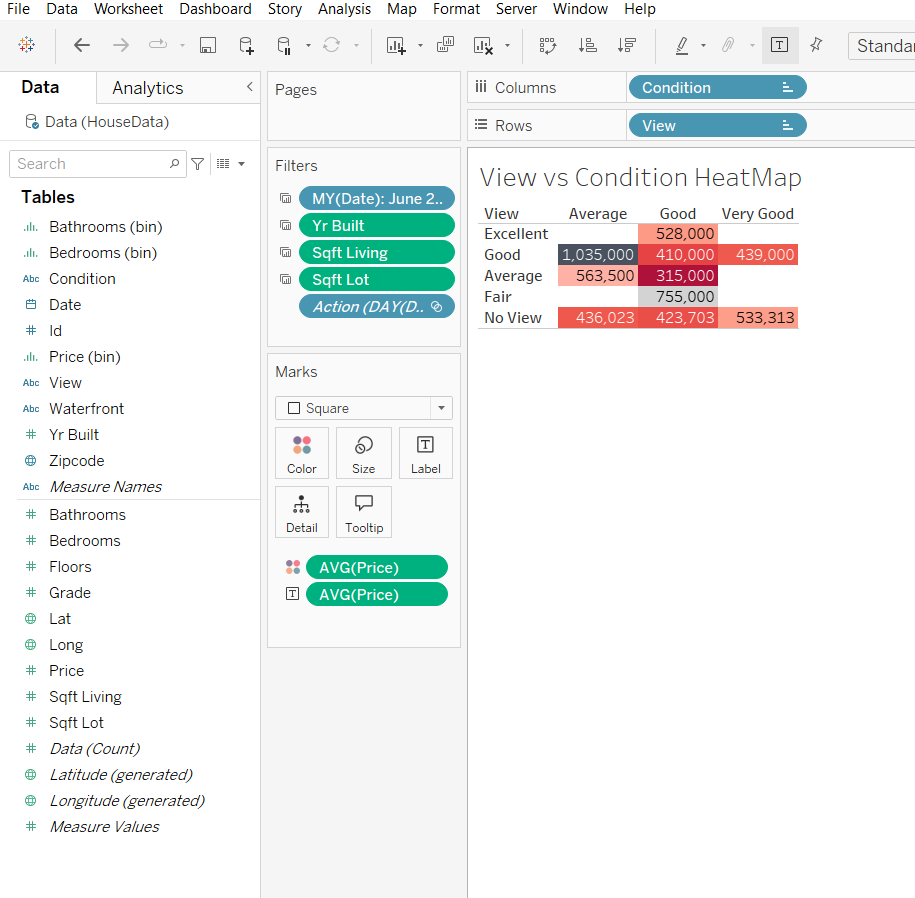 File Data Worksheet Dashboard Story Analysis Map Format Server Window Help
T Standar
Data Analytics
Data (HouseData)
Search
Tables
Bathrooms (bin)
Bedrooms (bin)
Abc Condition
Date
# Id
Price (bin)
Abc View
Abc Waterfront
# Yr Built
Zipcode
Abc Measure Names
# Bathrooms
# Bedrooms
# Floors
# Grade
Lat
Long
# Price
# Sqft Living
# Sqft Lot
# Data (Count)
Latitude (generated)
Longitude (generated)
# Measure Values
Pages
Filters
MY(Date): June 2..
Yr Built
Sqft Living
Sqft Lot
Action (DAY(D..
Marks
Square
T
Color Size Label
Detail Tooltip
AVG(Price)
T AVG(Price)
Columns Condition
Rows View
View vs Condition HeatMap
View Average Good Very Good
Excellent 528,000
Good 1,035,000 410,000 439,000
Average 563,500 315,000
Fair 755,000
No View 436,023 423,703 533,313